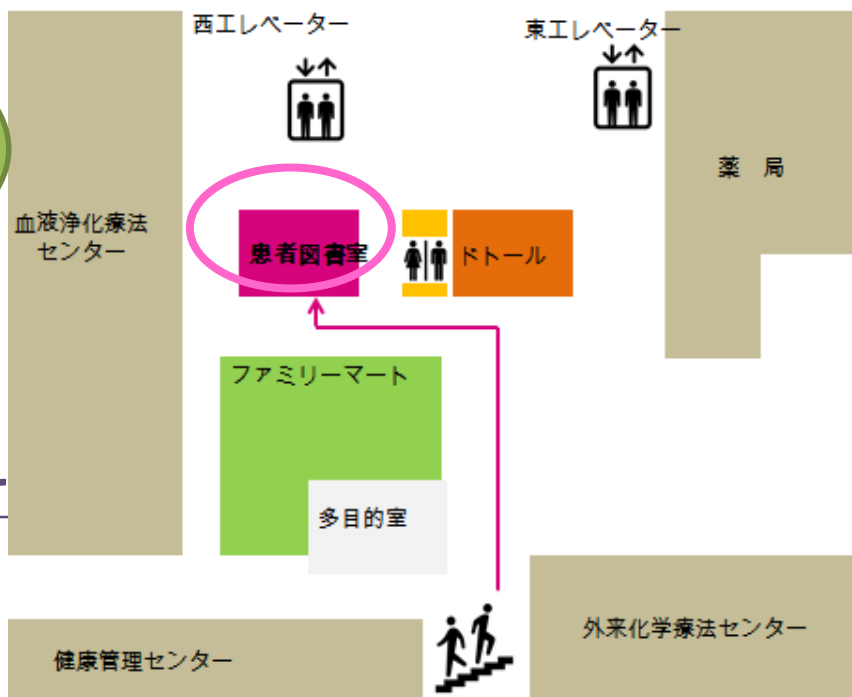 西エレベーター
東エレベーター
薬　局
血液浄化療法
センター
患者図書室
ドトール
ファミリーマート
多目的室
外来化学療法センター
健康管理センター